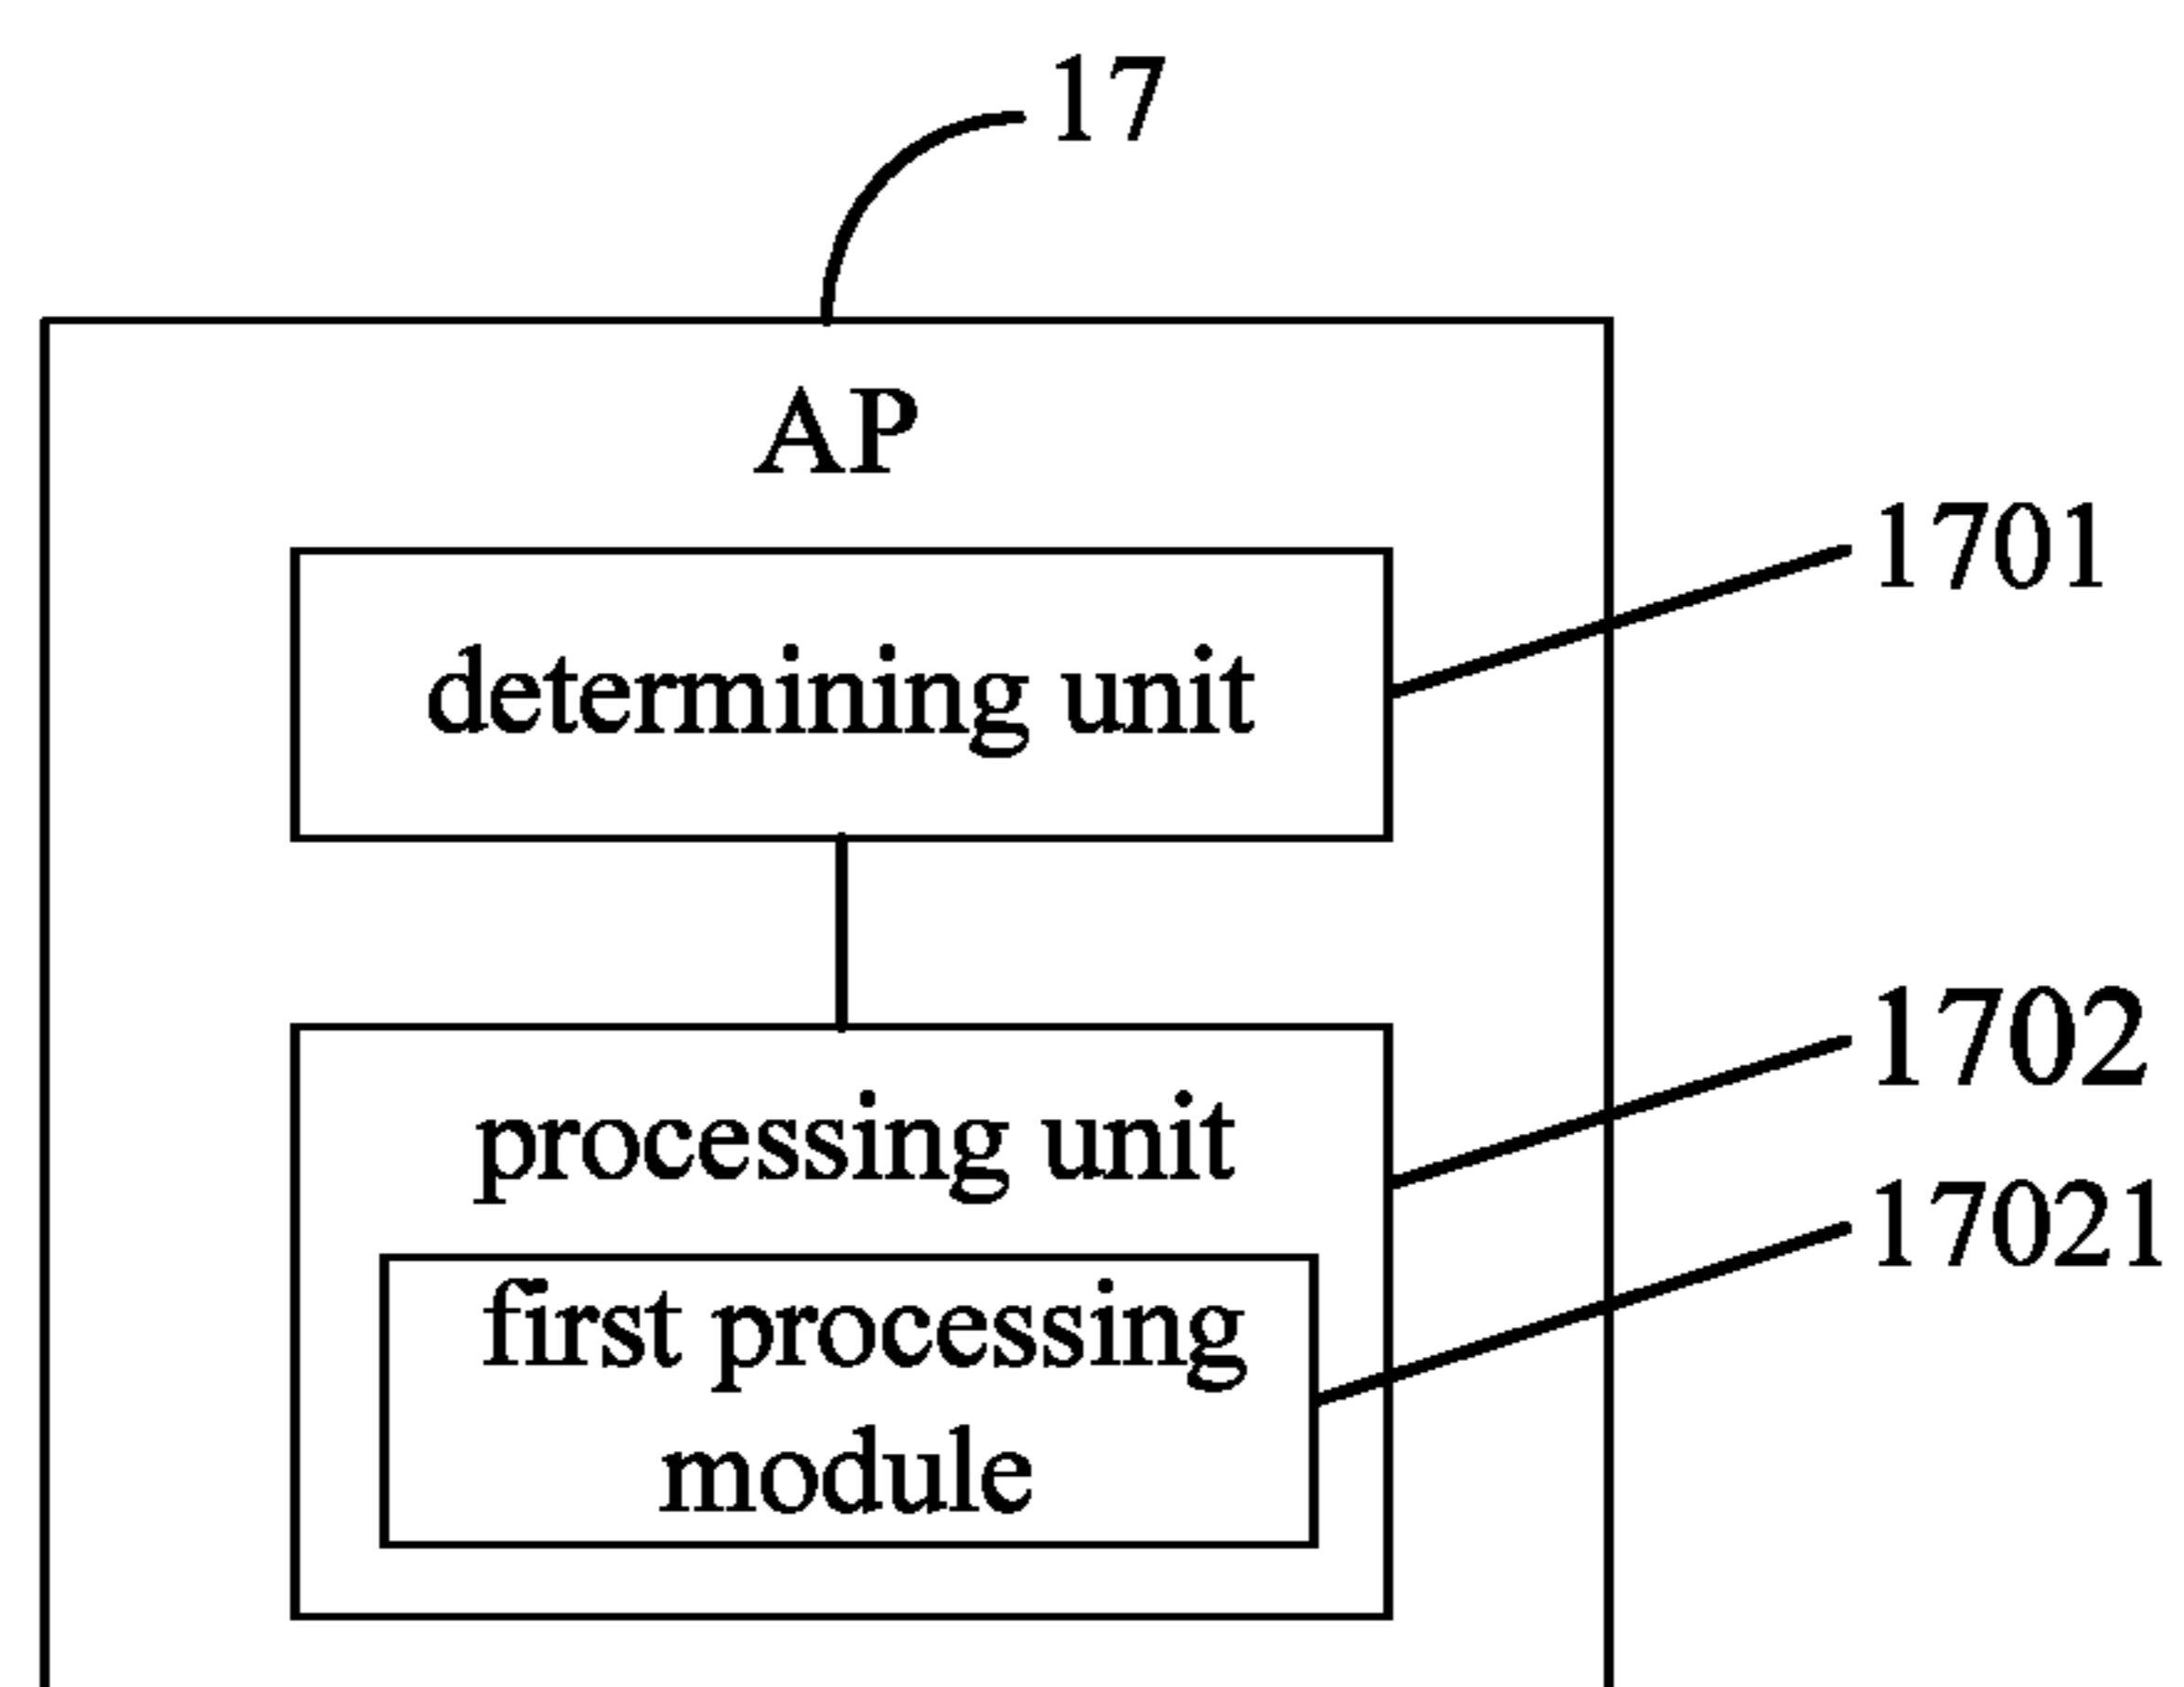 17
AP
1701
determining unit
1702
processing unit
17021
first processing
module